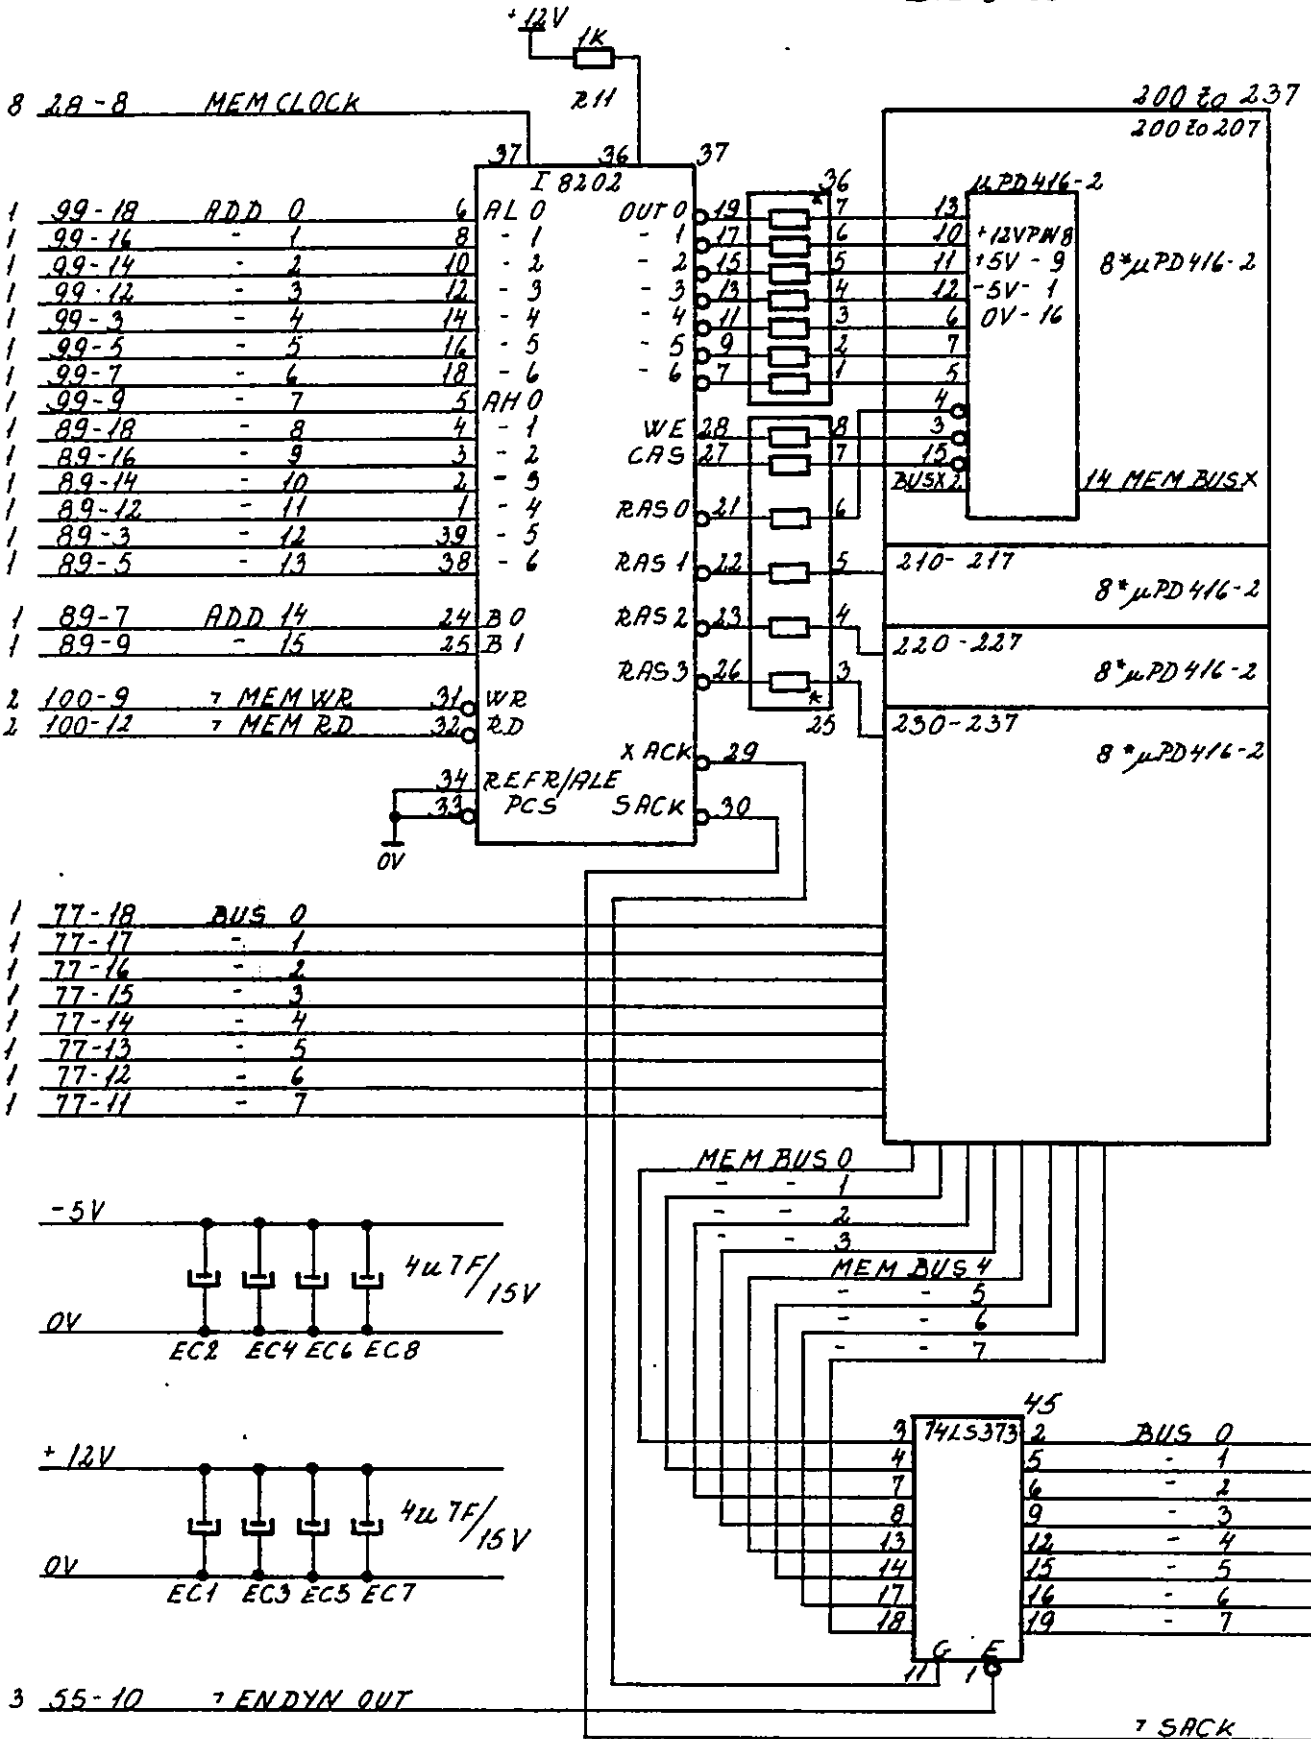 +12V
1K
R11
8 28-8 MEM CLOCK
200 to 237
200 to 207
37 36 37
I 8202
36
µPD416-2
*
1 99-18 ADD 0 6 AL 0 OUT 0 19 7 13
1 99-16 - 1 8 - 1 - 1 17 6 10 +12V PIN 8
1 99-14 - 2 10 - 2 - 2 15 5 11 +5V - 9 8*µPD416-2
1 99-12 - 3 12 - 3 - 3 13 4 12 -5V - 1
1 99-3 - 4 14 - 4 - 4 11 3 6 0V - 16
1 99-5 - 5 16 - 5 - 5 9 2 7
1 99-7 - 6 18 - 6 - 6 7 1 5
1 99-9 - 7 5 AH 0
4
1 89-18 - 8 4 - 1 WE 28 8 3
1 89-16 - 9 3 - 2 CAS 27 7 15
1 89-14 - 10 2 - 3 BUSX 2 14 MEM BUSX
1 89-12 - 11 1 - 4 RAS 0 21 6
1 89-3 - 12 39 - 5
1 89-5 - 13 38 - 6 RAS 1 22 5 210-217
8*µPD416-2
1 89-7 ADD 14 24 B0 RAS 2 23 4
1 89-9 - 15 25 B1 220-227
8*µPD416-2
RAS 3 26 3
2 100-9 ¬ MEM WR 31 WR
*
2 100-12 ¬ MEM RD 32 RD 25 230-237
X ACK 29 8*µPD416-2
34 REFR/ALE
33 PCS SACK 30
0V
1 77-18 BUS 0
1 77-17 - 1
1 77-16 - 2
1 77-15 - 3
1 77-14 - 4
1 77-13 - 5
1 77-12 - 6
1 77-11 - 7
MEM BUS 0
- - 1
- - 2
- - 3
MEM BUS 4
- - 5
- - 6
- - 7
-5V
4u7F/15V
0V
EC2 EC4 EC6 EC8
+12V
4u7F/15V
0V
EC1 EC3 EC5 EC7
45
3 74LS373 2 BUS 0
4 5 - 1
7 6 - 2
8 9 - 3
13 12 - 4
14 15 - 5
17 16 - 6
18 19 - 7
G E
11 1
3 55-10 ¬ ENDYN OUT
¬ SACK